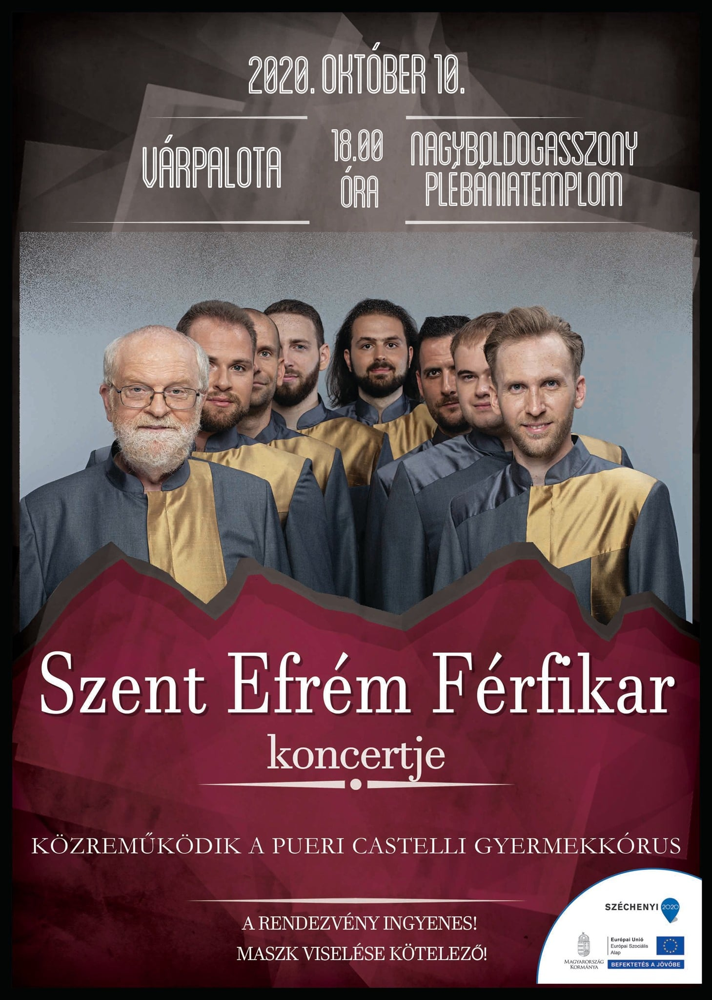 2020. OKTÓBER 10.
VÁRPALOTA
18.00
ÓRA
NAGYBOLDOGASSZONY
PLÉBÁNIATEMPLOM
Szent Efrém Férfikar
koncertje
KÖZREMŰKÖDIK A PUERI CASTELLI GYERMEKKÓRUS
A RENDEZVÉNY INGYENES!
MASZK VISELÉSE KÖTELEZŐ!
SZÉCHENYI 2020
MAGYARORSZÁG
KORMÁNYA
Európai Unió
Európai Szociális
Alap
BEFEKTETÉS A JÖVŐBE